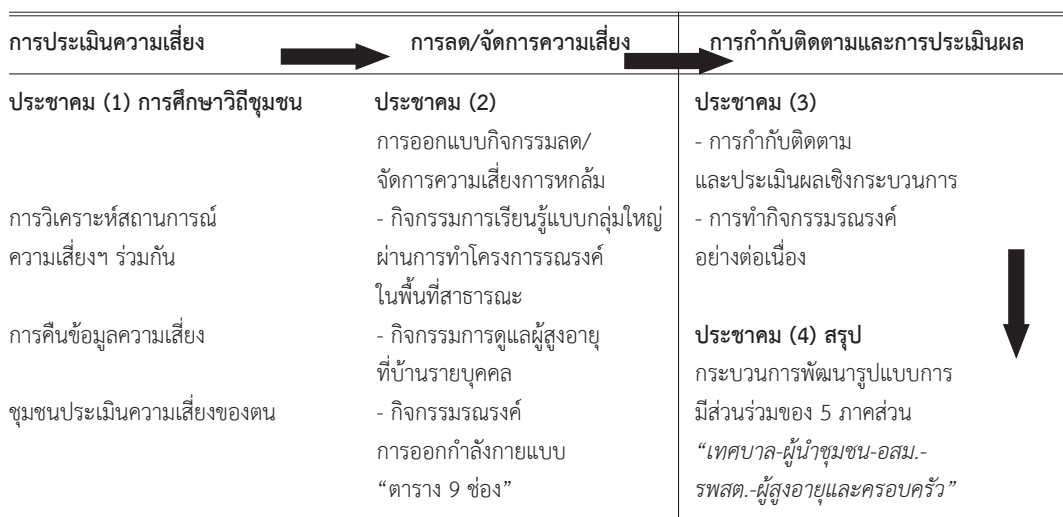 การประเมินความเสี่ยง
การลด/จัดการความเสี่ยง
การกำกับติดตามและการประเมินผล
ประชาคม (1) การศึกษาวิถีชุมชน
การวิเคราะห์สถานการณ์
ความเสี่ยงฯ ร่วมกัน
การคืนข้อมูลความเสี่ยง
ชุมชนประเมินความเสี่ยงของตน
ประชาคม (2)
การออกแบบกิจกรรมลด/
จัดการความเสี่ยงการหกล้ม
- กิจกรรมการเรียนรู้แบบกลุ่มใหญ่
ผ่านการทำโครงการรณรงค์
ในพื้นที่สาธารณะ
- กิจกรรมการดูแลผู้สูงอายุ
ที่บ้านรายบุคคล
- กิจกรรมรณรงค์
การออกกำลังกายแบบ
“ตาราง 9 ช่อง”
ประชาคม (3)
- การกำกับติดตาม
และประเมินผลเชิงกระบวนการ
- การทำกิจกรรมรณรงค์
อย่างต่อเนื่อง
ประชาคม (4) สรุป
กระบวนการพัฒนารูปแบบการ
มีส่วนร่วมของ 5 ภาคส่วน
“เทศบาล-ผู้นำชุมชน-อสม.-
รพสต.-ผู้สูงอายุและครอบครัว”